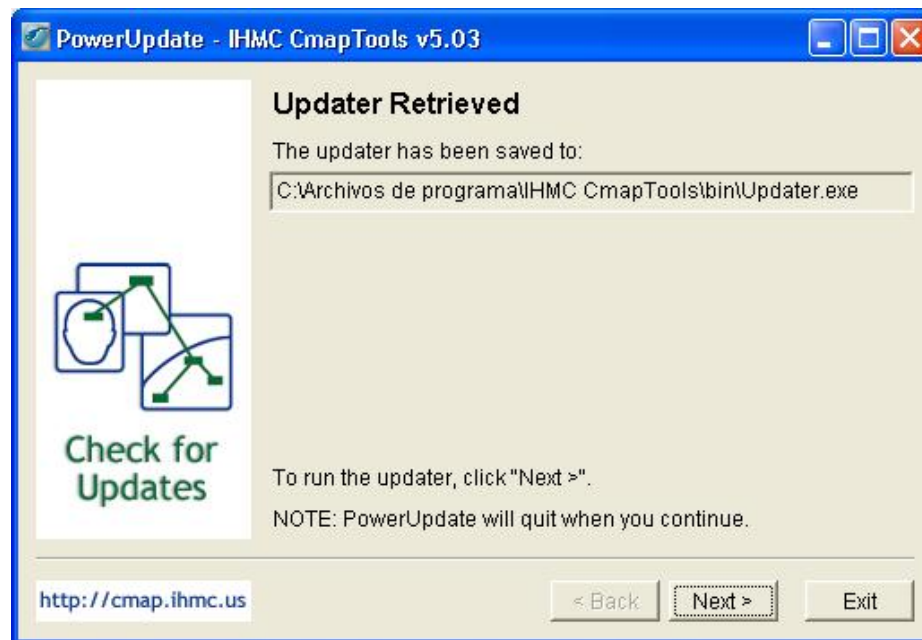 PowerUpdate - IHMC CmapTools v5.03
Updater Retrieved
The updater has been saved to:
C:\Archivos de programa\IHMC CmapTools\bin\Updater.exe
Check for
Updates
To run the updater, click "Next >".
NOTE: PowerUpdate will quit when you continue.
http://cmap.ihmc.us
< Back
Next >
Exit